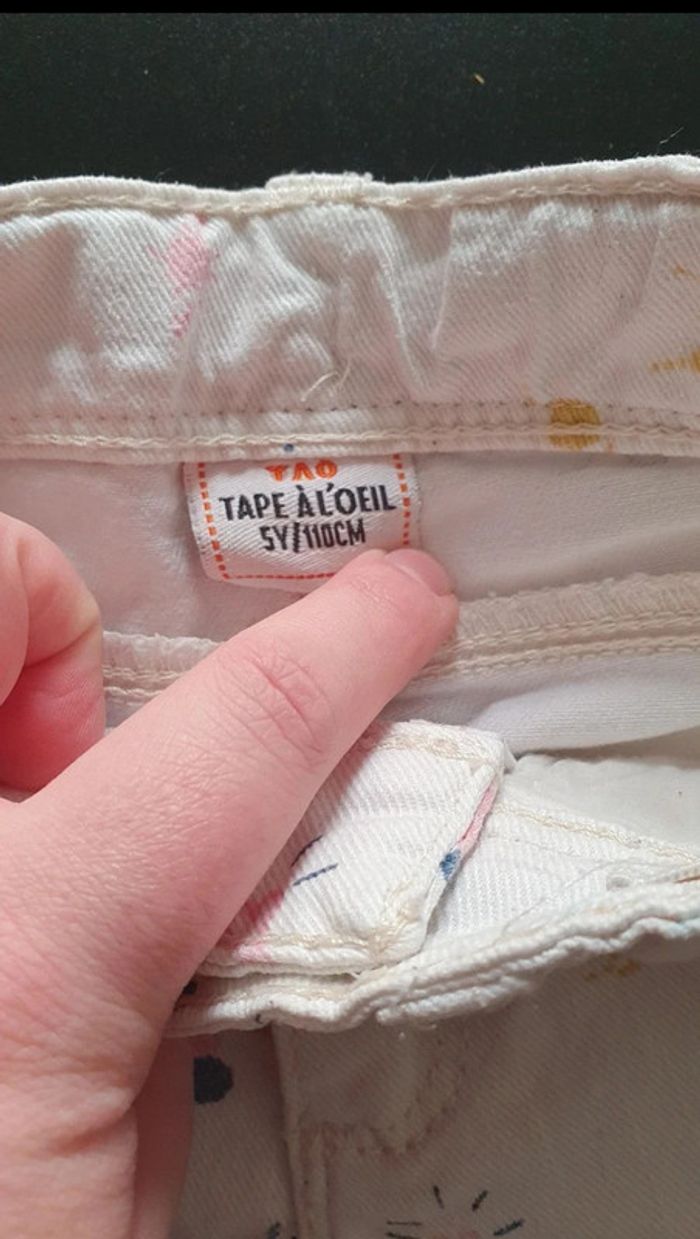 TAO
TAPE À L'OEIL
5Y/110CM